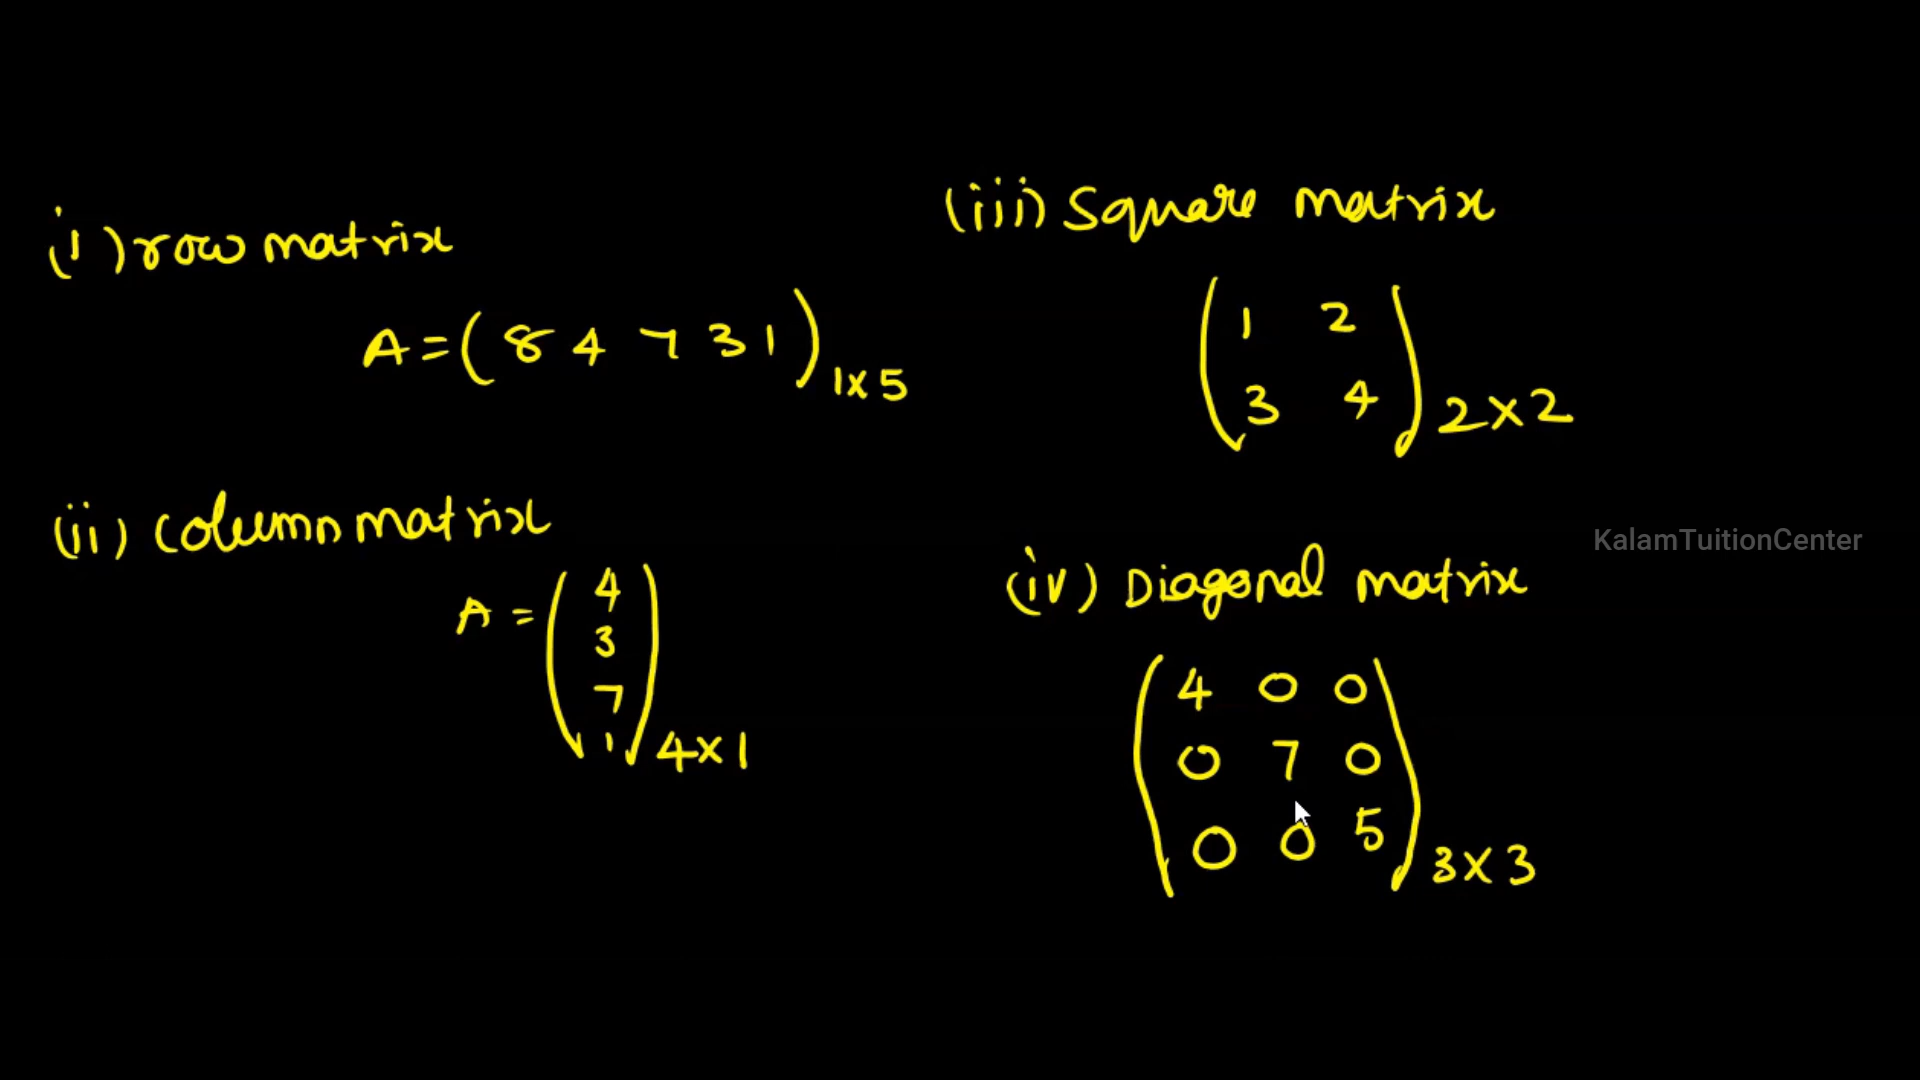 (i) row matrix
A = ( 8 4 7 3 1 ) 1x5
(ii) column matrix
A = ( 4
3
7
1 ) 4x1
(iii) Square matrix
( 1 2
3 4 ) 2x2
(iv) Diagonal matrix
( 4 0 0
0 7 0
0 0 5 ) 3x3
KalamTuitionCenter